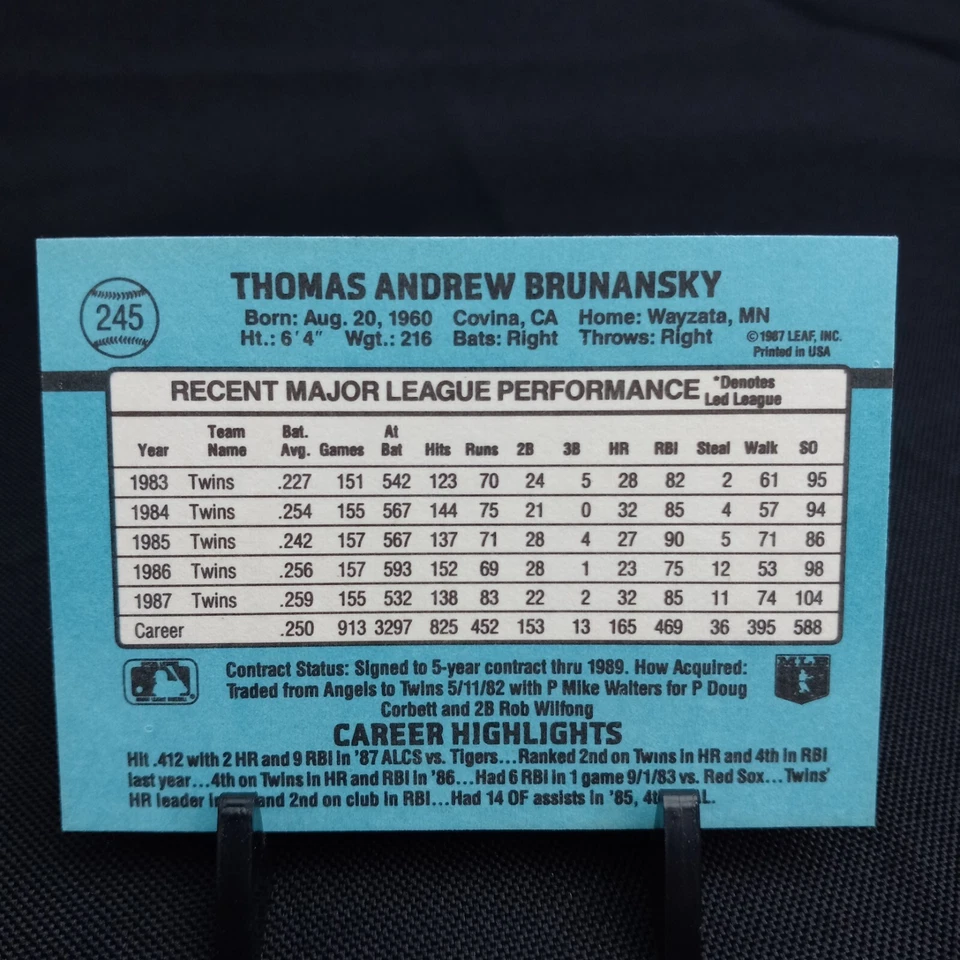 245
THOMAS ANDREW BRUNANSKY
Born: Aug. 20, 1960 Covina, CA Home: Wayzata, MN
Ht.: 6'4" Wgt.: 216 Bats: Right Throws: Right
©1987 LEAF, INC.
Printed in USA
RECENT MAJOR LEAGUE PERFORMANCE
*Denotes
Led League
Year Team Name Bat. Avg. Games At Bat Hits Runs 2B 3B HR RBI Steal Walk SO
1983 Twins .227 151 542 123 70 24 5 28 82 2 61 95
1984 Twins .254 155 567 144 75 21 0 32 85 4 57 94
1985 Twins .242 157 567 137 71 28 4 27 90 5 71 86
1986 Twins .256 157 593 152 69 28 1 23 75 12 53 98
1987 Twins .259 155 532 138 83 22 2 32 85 11 74 104
Career .250 913 3297 825 452 153 13 165 469 36 395 588
Contract Status: Signed to 5-year contract thru 1989. How Acquired:
Traded from Angels to Twins 5/11/82 with P Mike Walters for P Doug
Corbett and 2B Rob Wilfong
MLB
CAREER HIGHLIGHTS
Hit .412 with 2 HR and 9 RBI in '87 ALCS vs. Tigers...Ranked 2nd on Twins in HR and 4th in RBI
last year...4th on Twins in HR and RBI in '86...Had 6 RBI in 1 game 9/1/83 vs. Red Sox...Twins'
HR leader and 2nd on club in RBI...Had 14 OF assists in '85,